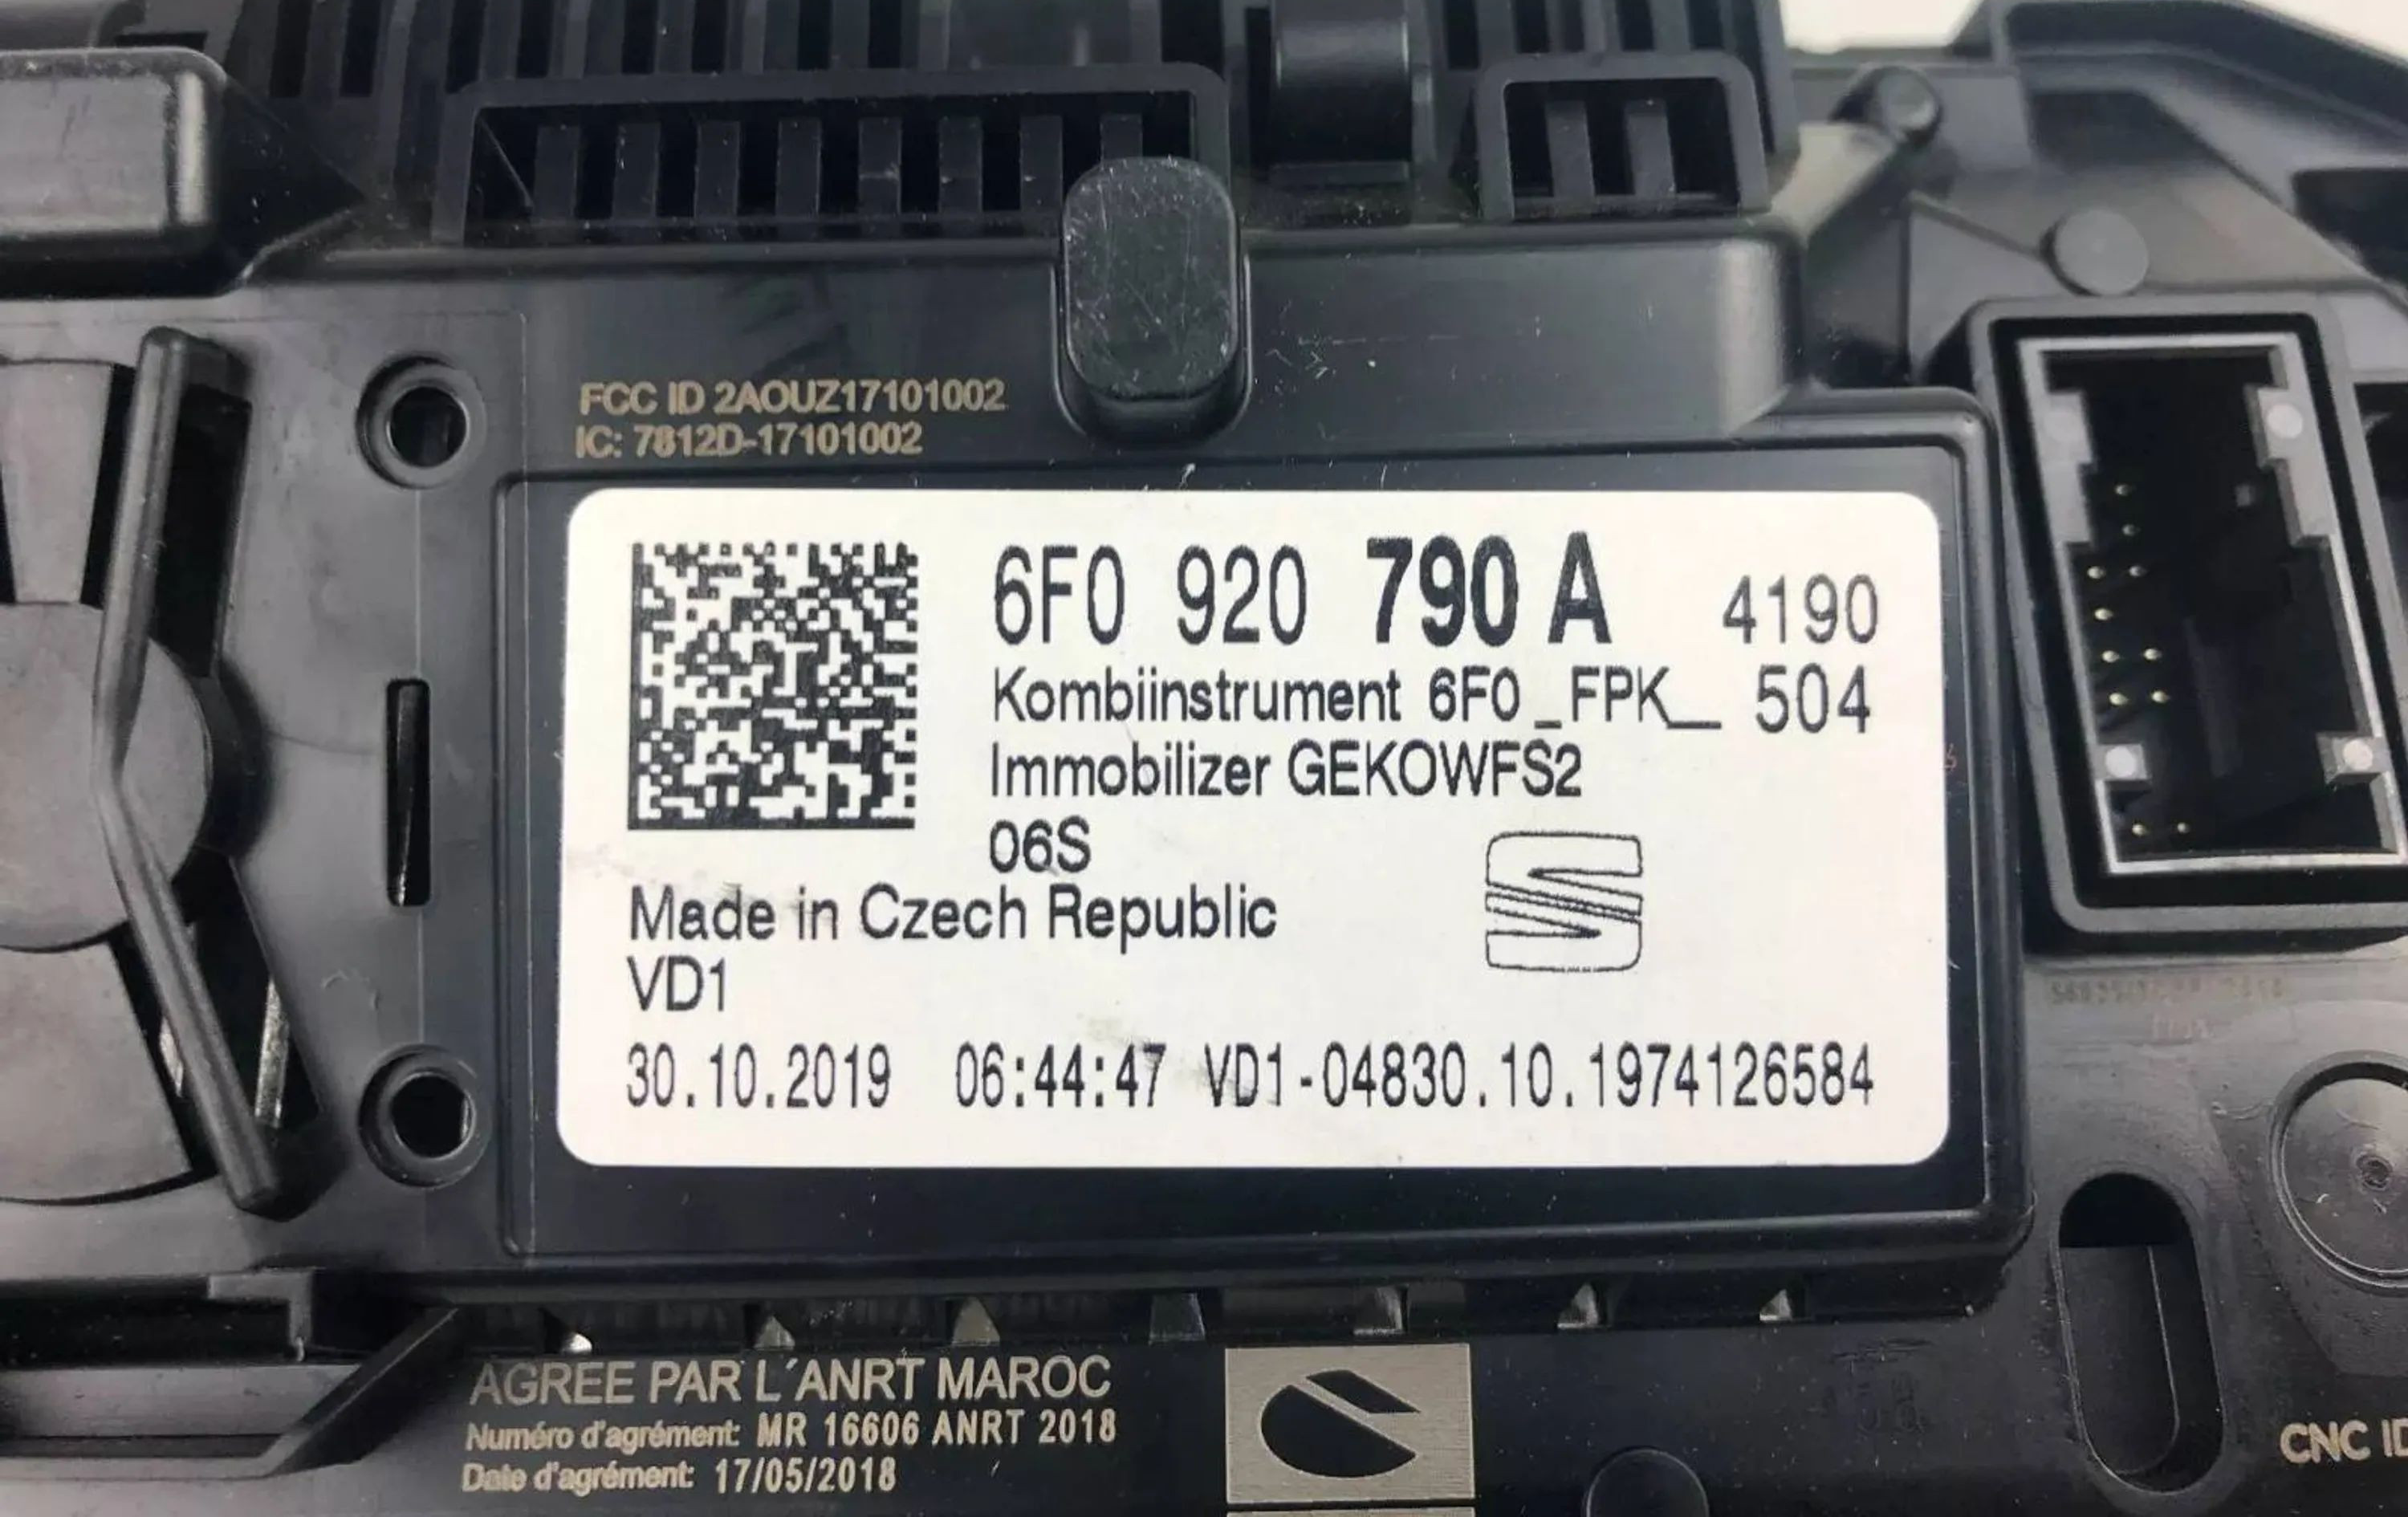 FCC ID 2AOUZ17101002
IC: 7812D-17101002
6F0 920 790 A 4190
Kombiinstrument 6F0_FPK_ 504
Immobilizer GEKOWFS2
06S
Made in Czech Republic
VD1
30.10.2019 06:44:47 VD1-04830.10.1974126584
AGREE PAR L´ANRT MAROC
Numéro d'agrément: MR 16606 ANRT 2018
Date d'agrément: 17/05/2018
CNC ID